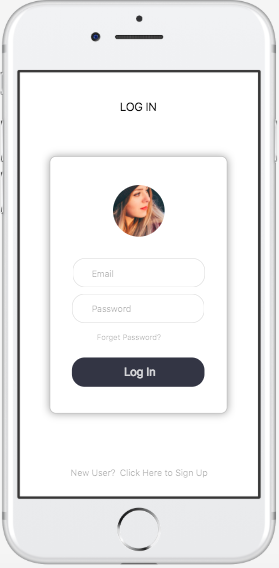 LOG IN
Email
Password
Forget Password?
Log In
New User? Click Here to Sign Up